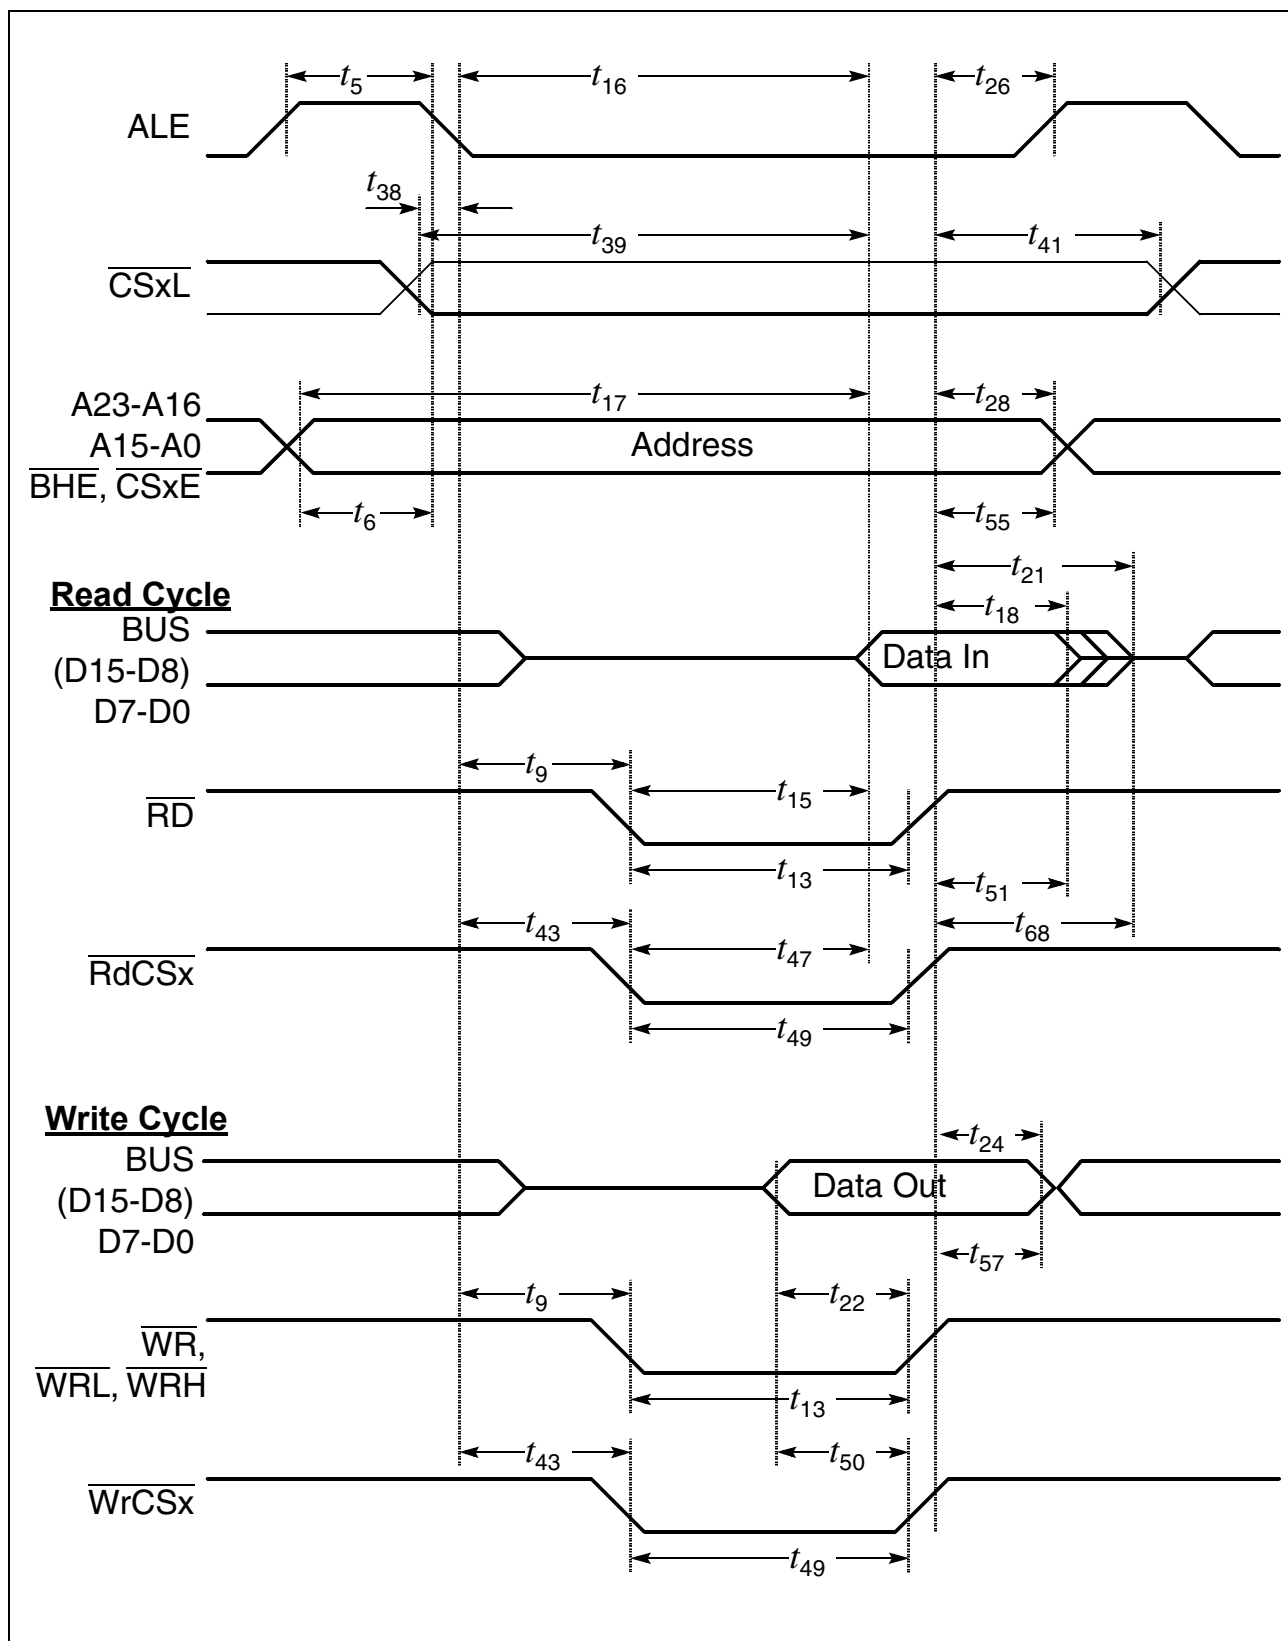 t5 t16 t26
ALE
t38
t39 t41
CSxL
A23-A16
t17 t28
A15-A0
Address
BHE, CSxE
t6 t55
t21
Read Cycle
t18
BUS
(D15-D8)
Data In
D7-D0
t9
t15
RD
t13 t51
t43 t68
t47
RdCSx
t49
Write Cycle
t24
BUS
(D15-D8)
Data Out
D7-D0
t57
t9 t22
WR,
WRL, WRH
t13
t43 t50
WrCSx
t49